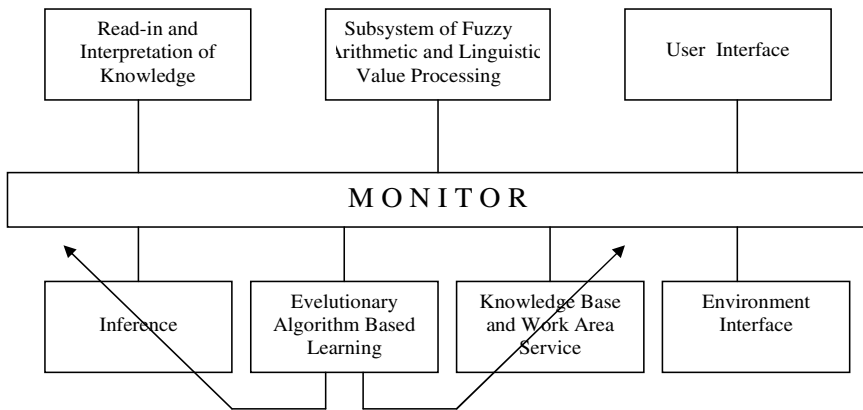 Read-in and
Interpretation of
Knowledge
Subsystem of Fuzzy
Arithmetic and Linguistic
Value Processing
User Interface
M O N I T O R
Inference
Evelutionary
Algorithm Based
Learning
Knowledge Base
and Work Area
Service
Environment
Interface